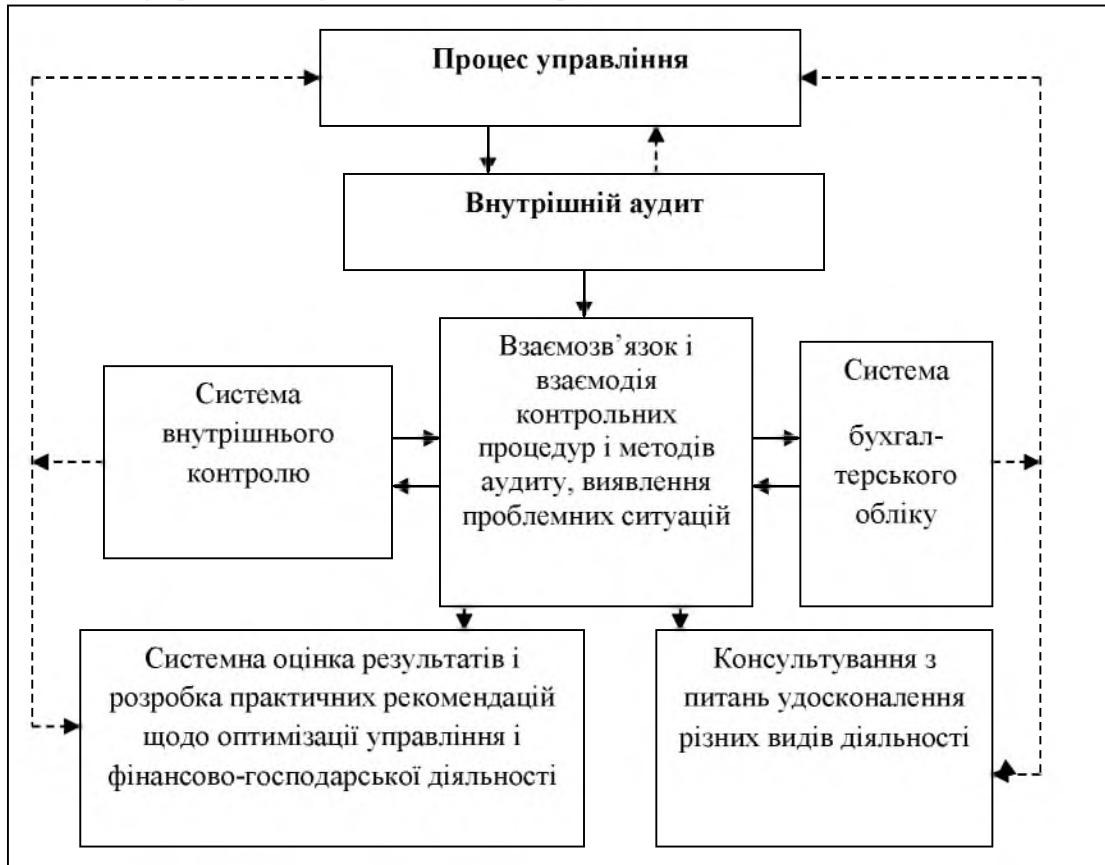 Процес управління
Внутрішній аудит
Взаємозв’язок і
взаємодія
контрольних
процедур і методів
аудиту, виявлення
проблемних ситуацій
Система
внутрішнього
контролю
Система
бухгал-
терського
обліку
Системна оцінка результатів і
розробка практичних рекомендацій
щодо оптимізації управління і
фінансово-господарської діяльності
Консультування з
питань удосконалення
різних видів діяльності